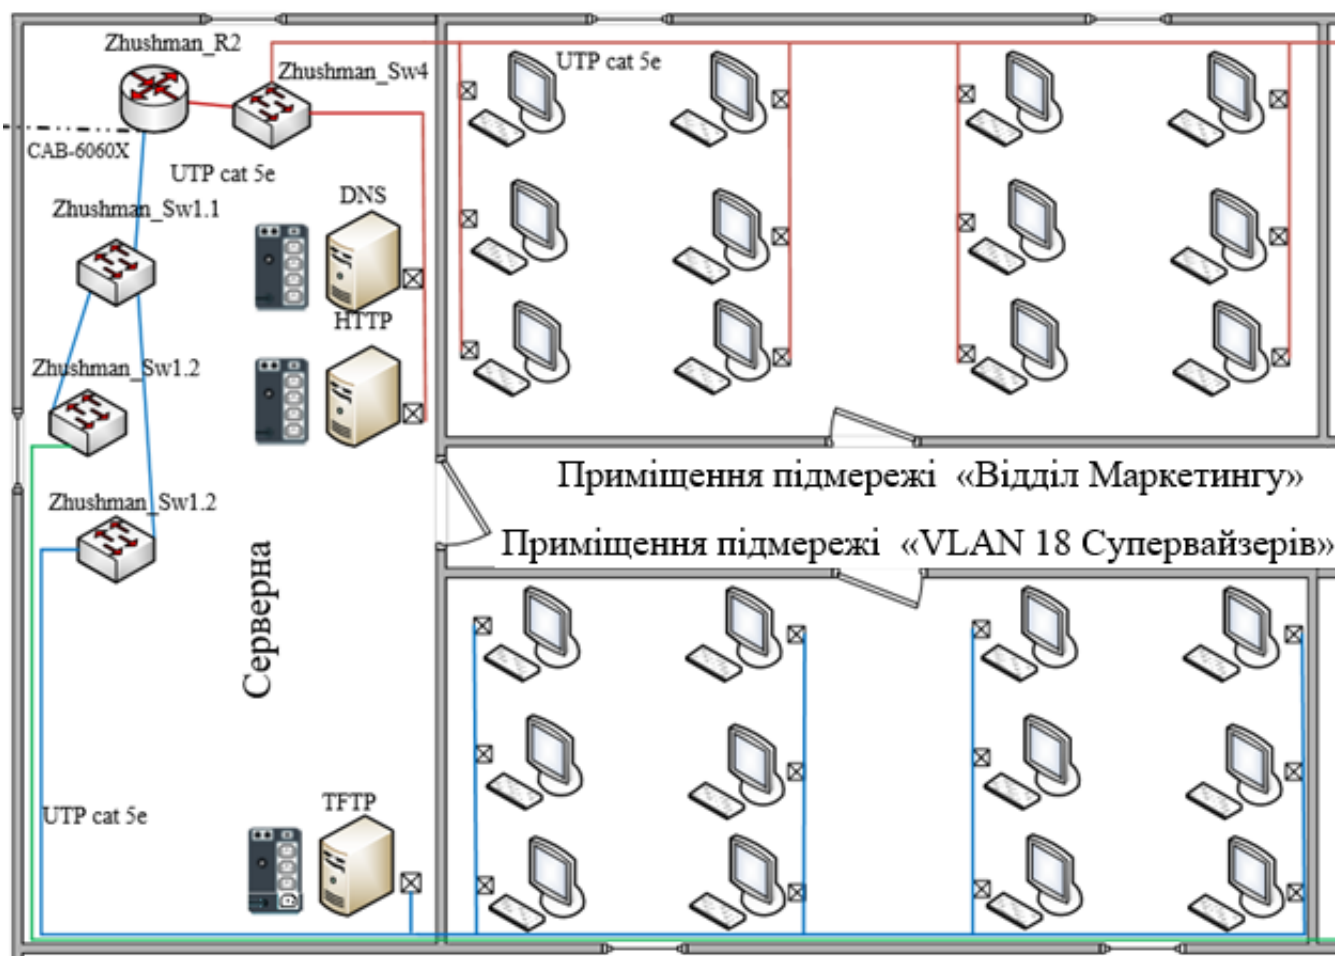 Zhushman_R2
Zhushman_Sw4
UTP cat 5e
CAB-6060X
UTP cat 5e
Zhushman_Sw1.1
DNS
HTTP
Zhushman_Sw1.2
Приміщення підмережі «Відділ Маркетингу»
Zhushman_Sw1.2
Приміщення підмережі «VLAN 18 Супервайзерів»
Серверна
TFTP
UTP cat 5e